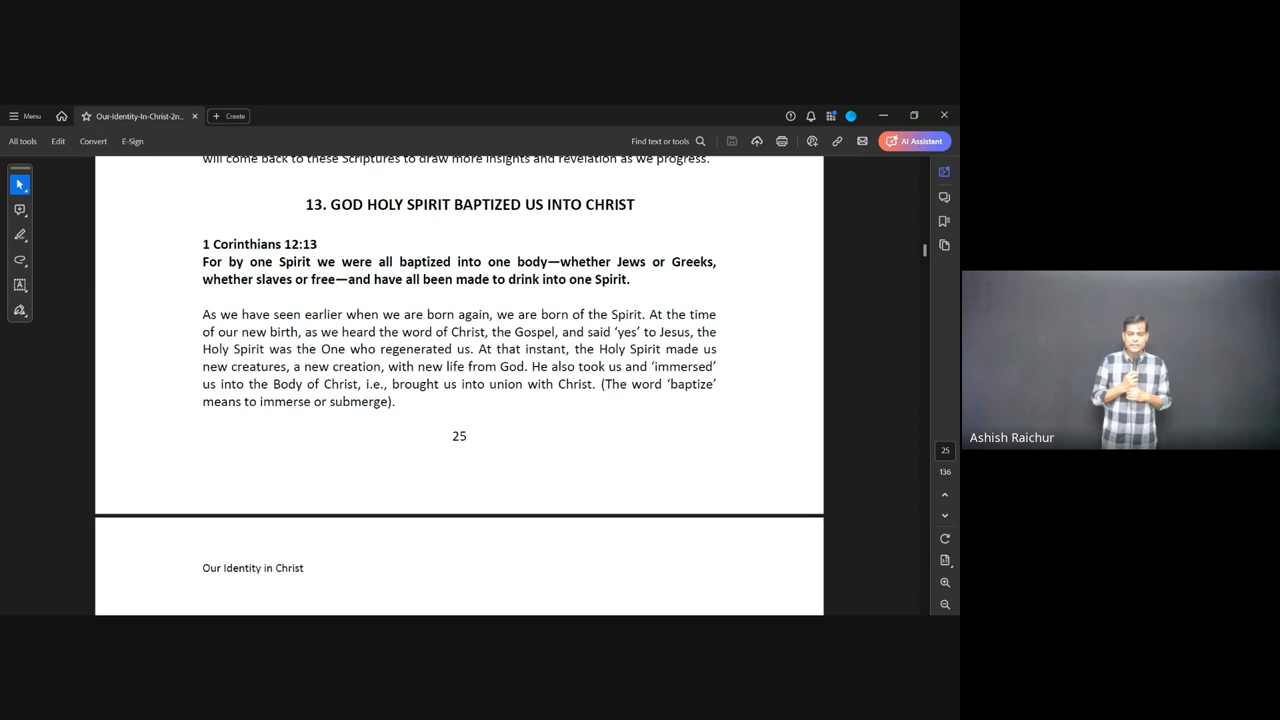 Menu
Our-Identity-In-Christ-2n...
Create
All tools
Edit
Convert
E-Sign
Find text or tools
AI Assistant
will come back to these Scriptures to draw more insights and revelation as we progress.
13. GOD HOLY SPIRIT BAPTIZED US INTO CHRIST
1 Corinthians 12:13
For by one Spirit we were all baptized into one body—whether Jews or Greeks,
whether slaves or free—and have all been made to drink into one Spirit.
As we have seen earlier when we are born again, we are born of the Spirit. At the time
of our new birth, as we heard the word of Christ, the Gospel, and said ‘yes’ to Jesus, the
Holy Spirit was the One who regenerated us. At that instant, the Holy Spirit made us
new creatures, a new creation, with new life from God. He also took us and ‘immersed’
us into the Body of Christ, i.e., brought us into union with Christ. (The word ‘baptize’
means to immerse or submerge).
25
Our Identity in Christ
25
136
Ashish Raichur